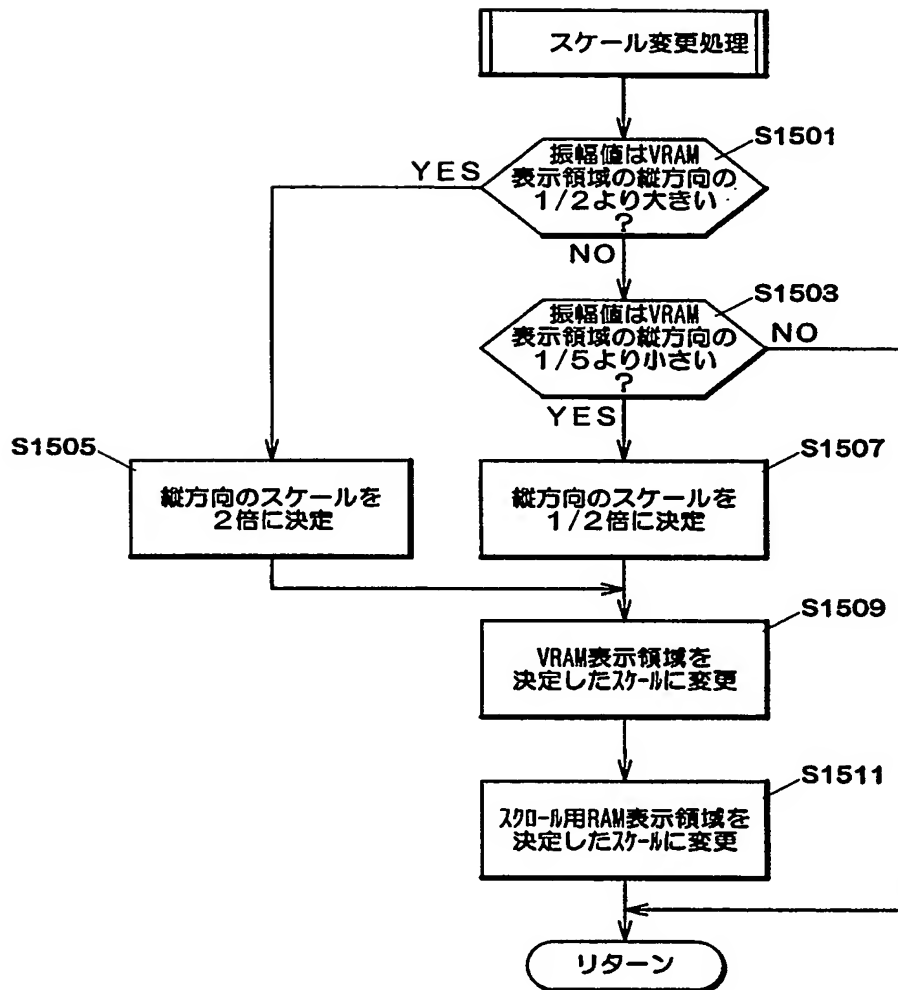 スケール変更処理
S1501
振幅値はVRAM
表示領域の縦方向の
1/2より大きい
?
YES
NO
S1503
振幅値はVRAM
表示領域の縦方向の
1/5より小さい
?
NO
YES
S1505
縦方向のスケールを
2倍に決定
S1507
縦方向のスケールを
1/2倍に決定
S1509
VRAM表示領域を
決定したスケールに変更
S1511
スクロール用RAM表示領域を
決定したスケールに変更
リターン